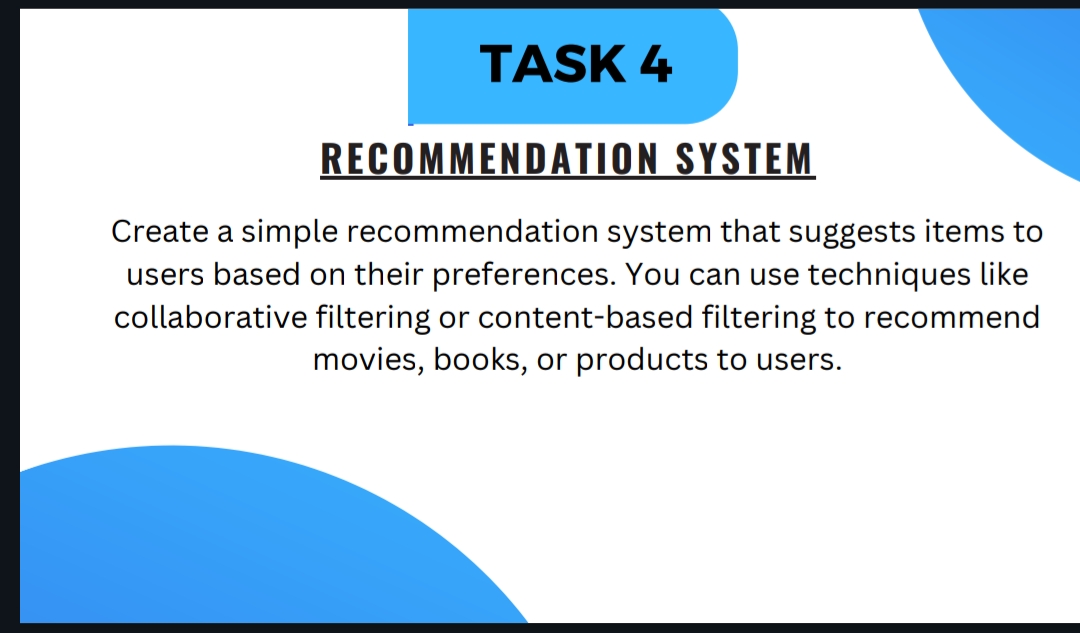 TASK 4
RECOMMENDATION SYSTEM
Create a simple recommendation system that suggests items to
users based on their preferences. You can use techniques like
collaborative filtering or content-based filtering to recommend
movies, books, or products to users.